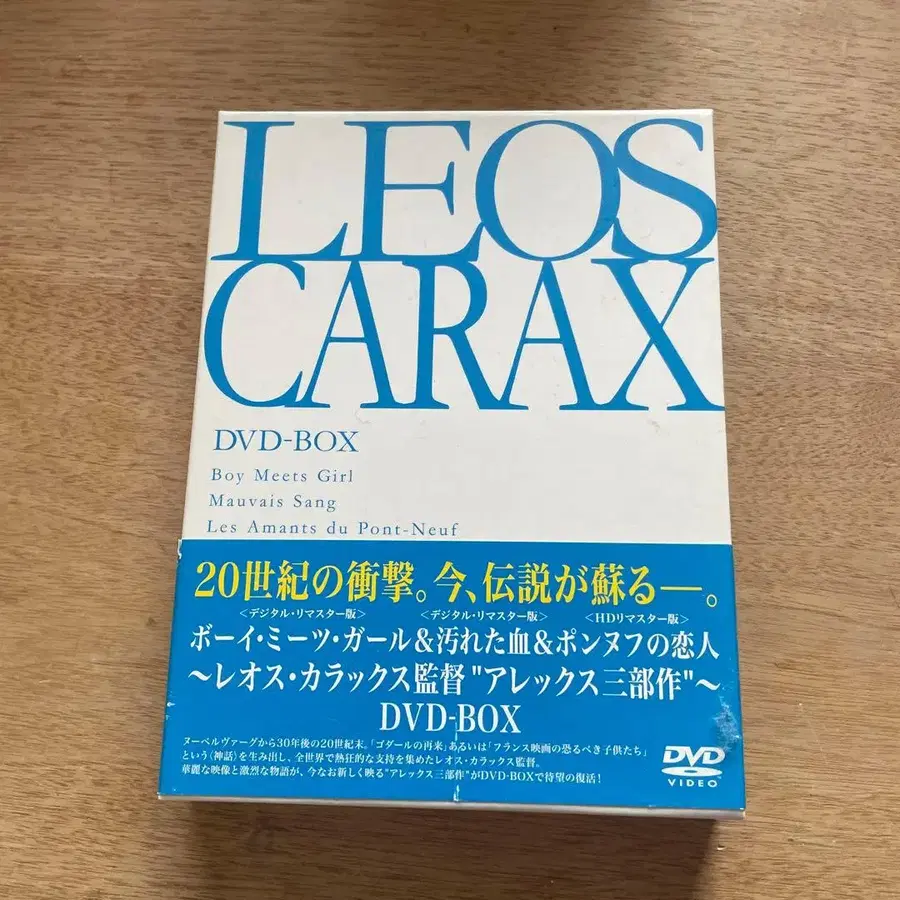 LEOS
CARAX
DVD-BOX
Boy Meets Girl
Mauvais Sang
Les Amants du Pont-Neuf
20世紀の衝撃。今、伝説が蘇る―。
<デジタル・リマスター版> <デジタル・リマスター版> <HDリマスター版>
ボーイ・ミーツ・ガール&汚れた血&ポンヌフの恋人
~レオス・カラックス監督"アレックス三部作"~
DVD-BOX
ヌーベルヴァーグから30年後の20世紀末。「ゴダールの再来」あるいは「フランス映画の恐るべき子供たち」
という〈神話〉を生み出し、全世界で熱狂的な支持を集めたレオス・カラックス監督。
華麗な映像と激烈な物語が、今なお新しく映る"アレックス三部作"がDVD-BOXで待望の復活!
DVD
VIDEO